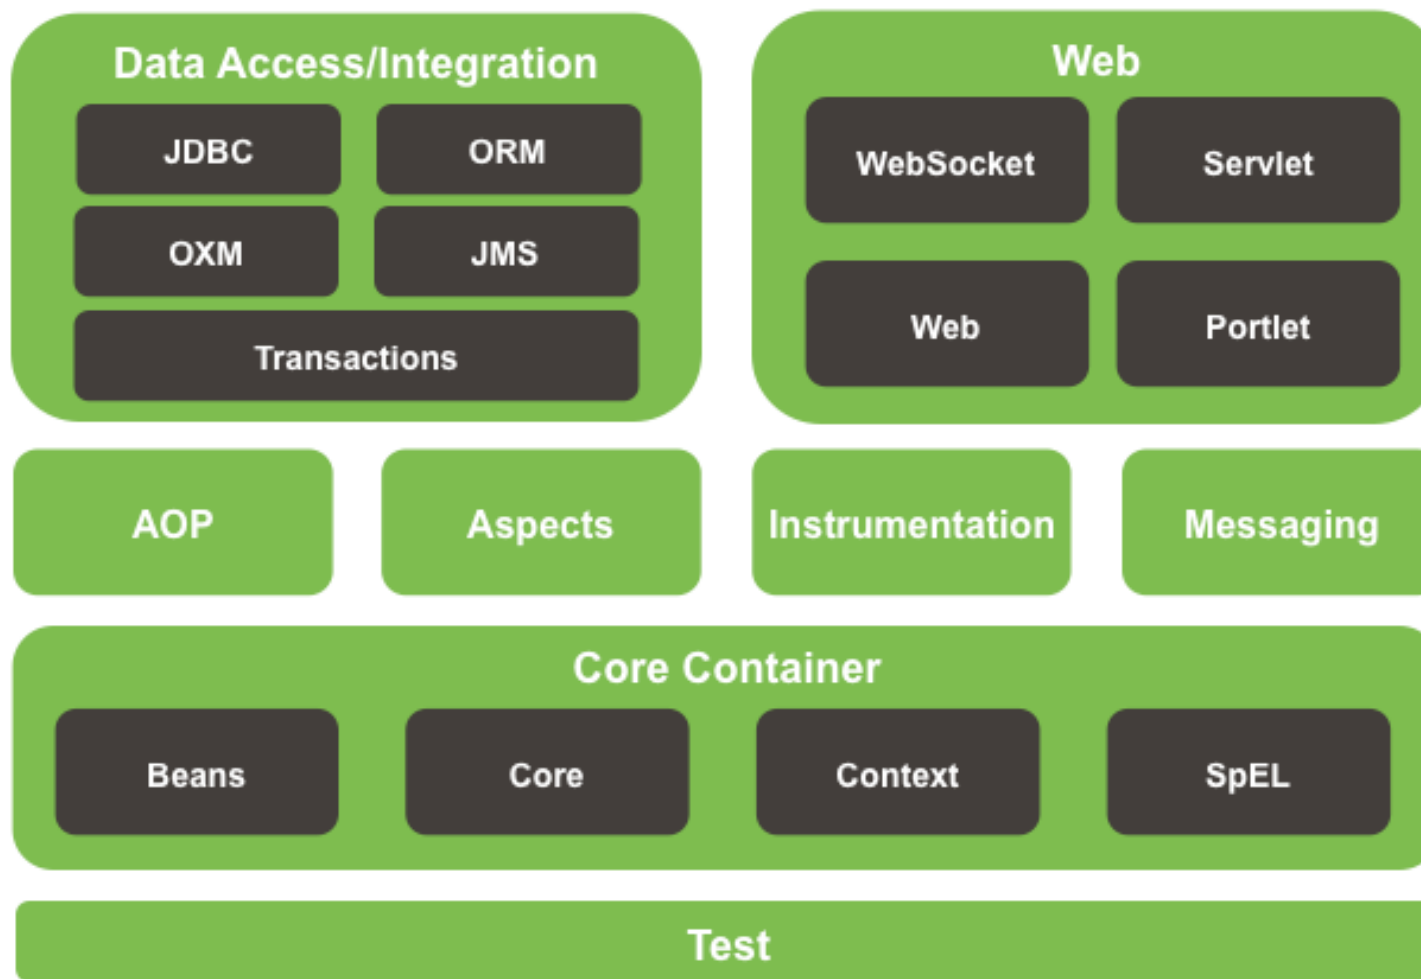 Data Access/Integration
JDBC
ORM
OXM
JMS
Transactions
Web
WebSocket
Servlet
Web
Portlet
AOP
Aspects
Instrumentation
Messaging
Core Container
Beans
Core
Context
SpEL
Test